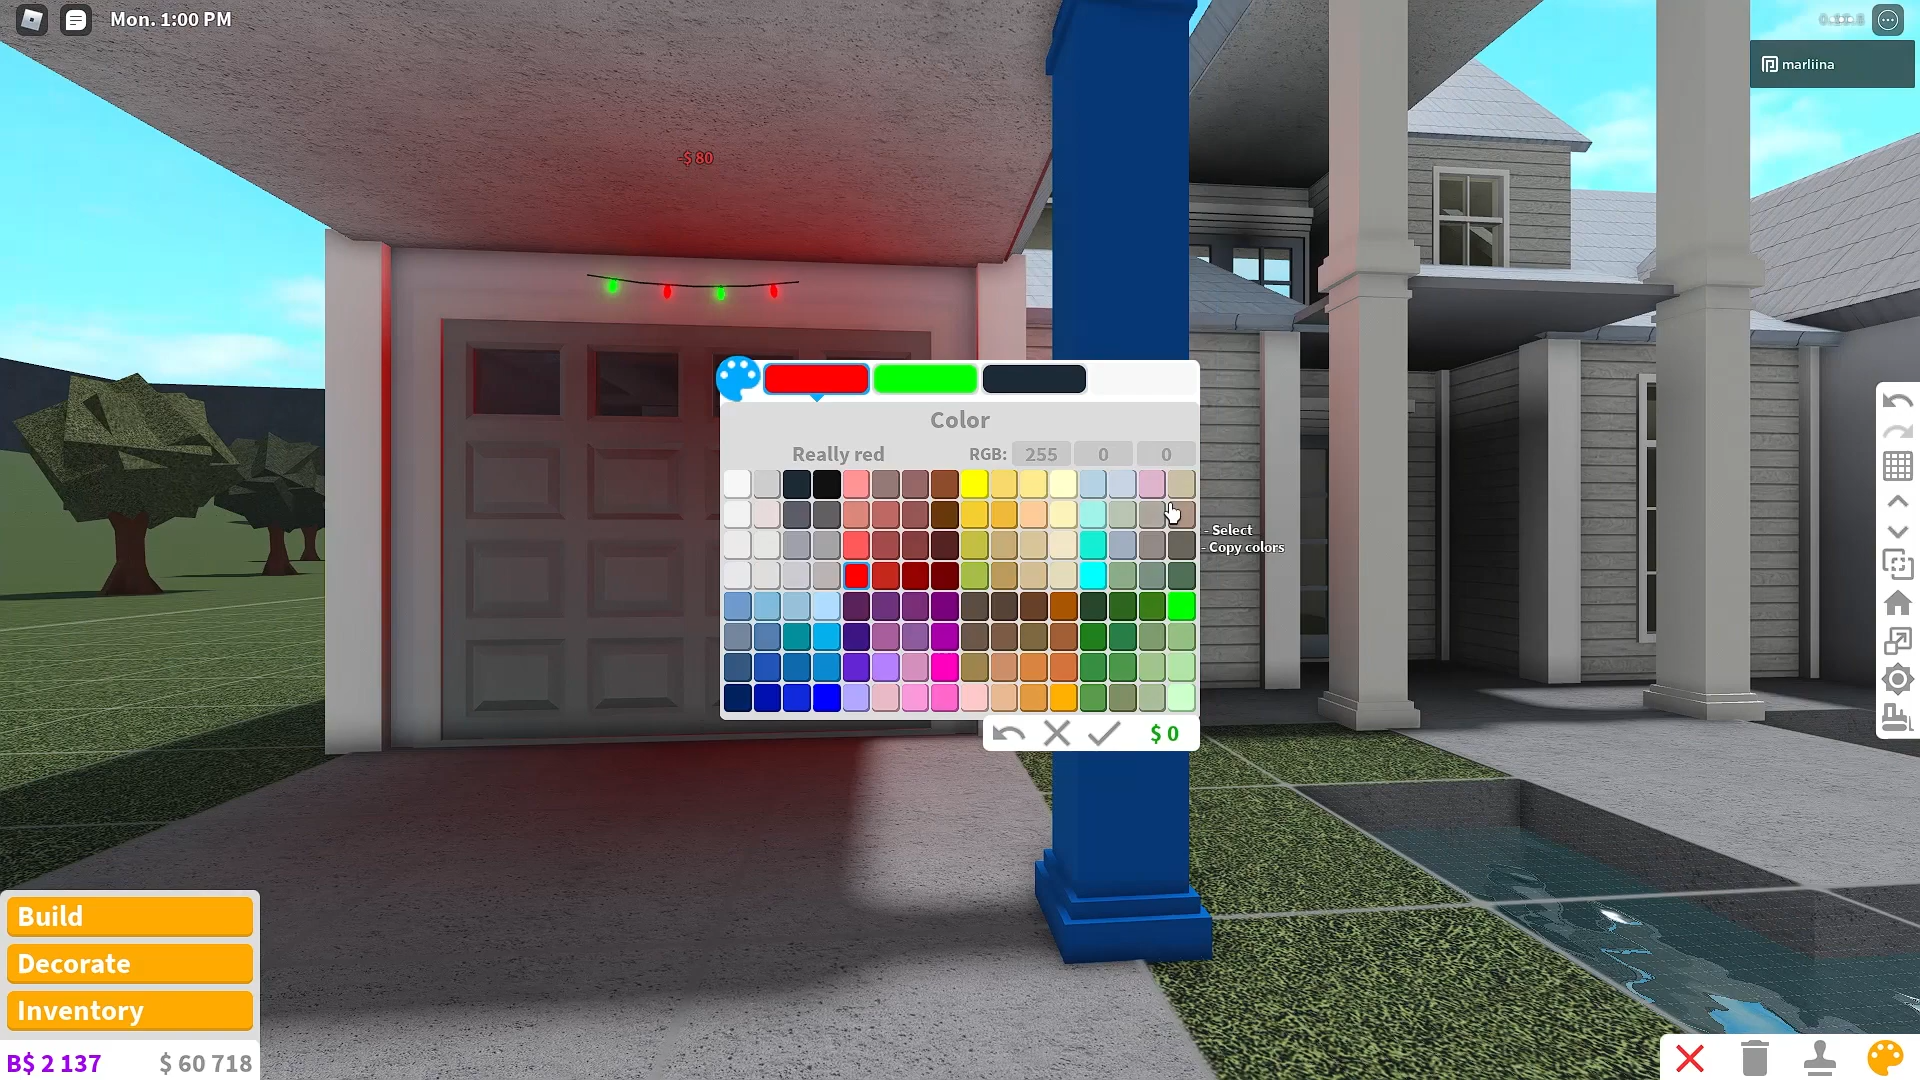 Mon. 1:00 PM
marliina
-$ 80
Color
Really red
RGB: 255 0 0
- Select
- Copy colors
$ 0
Build
Decorate
Inventory
B$ 2 137
$ 60 718